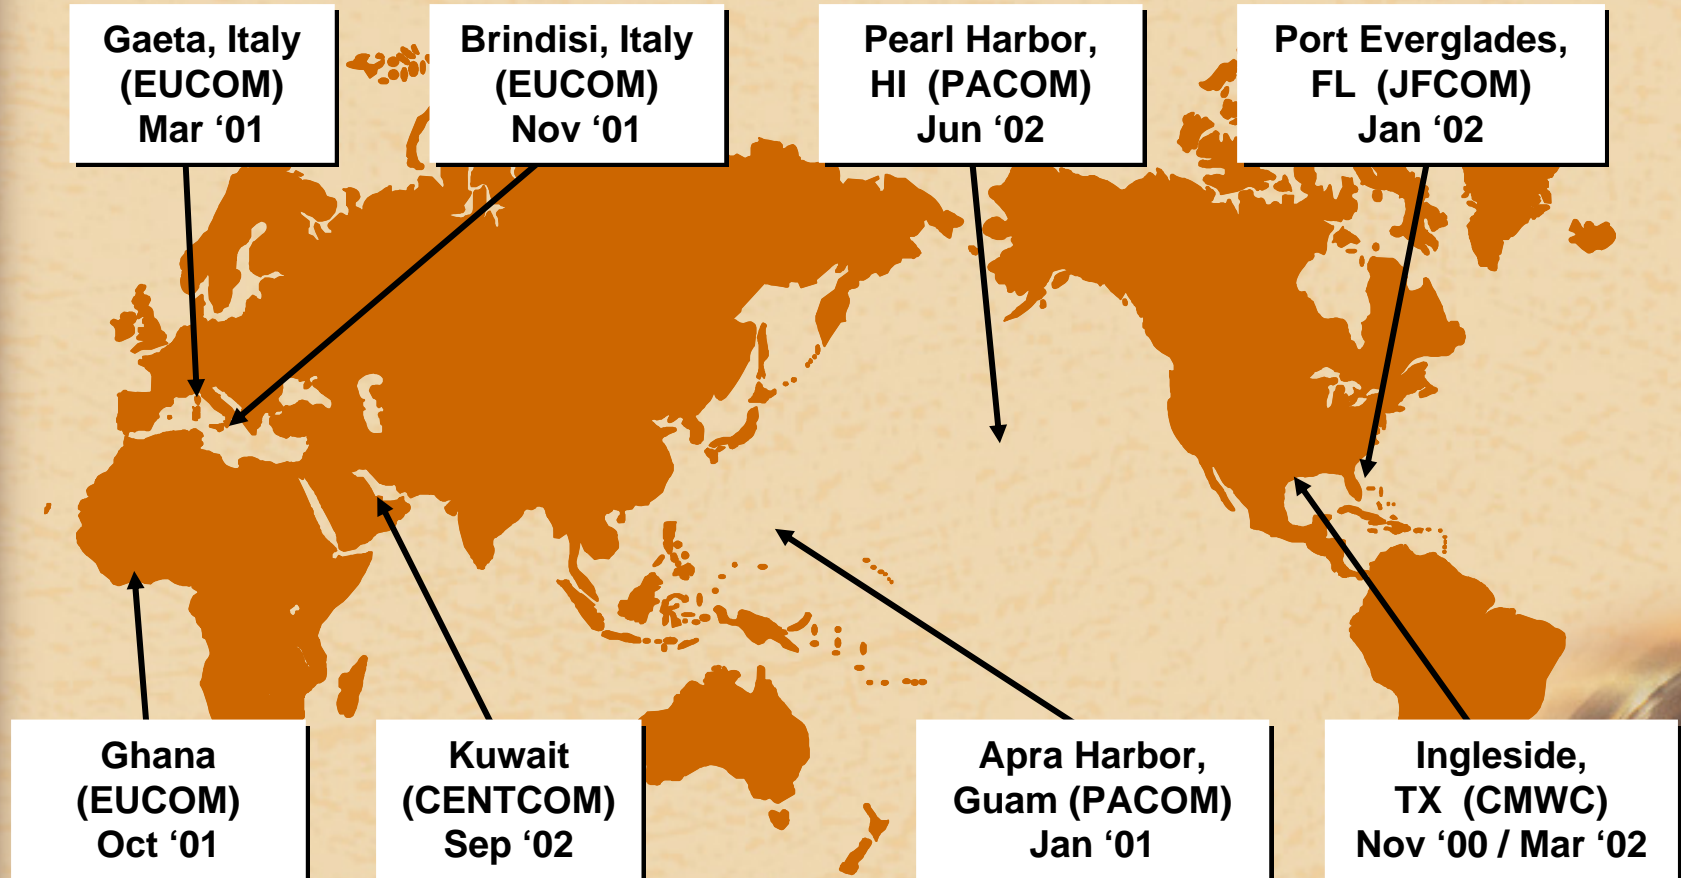 Gaeta, Italy
(EUCOM)
Mar ‘01
Brindisi, Italy
(EUCOM)
Nov ‘01
Pearl Harbor,
HI (PACOM)
Jun ‘02
Port Everglades,
FL (JFCOM)
Jan ‘02
Ghana
(EUCOM)
Oct ‘01
Kuwait
(CENTCOM)
Sep ‘02
Apra Harbor,
Guam (PACOM)
Jan ‘01
Ingleside,
TX (CMWC)
Nov ‘00 / Mar ‘02